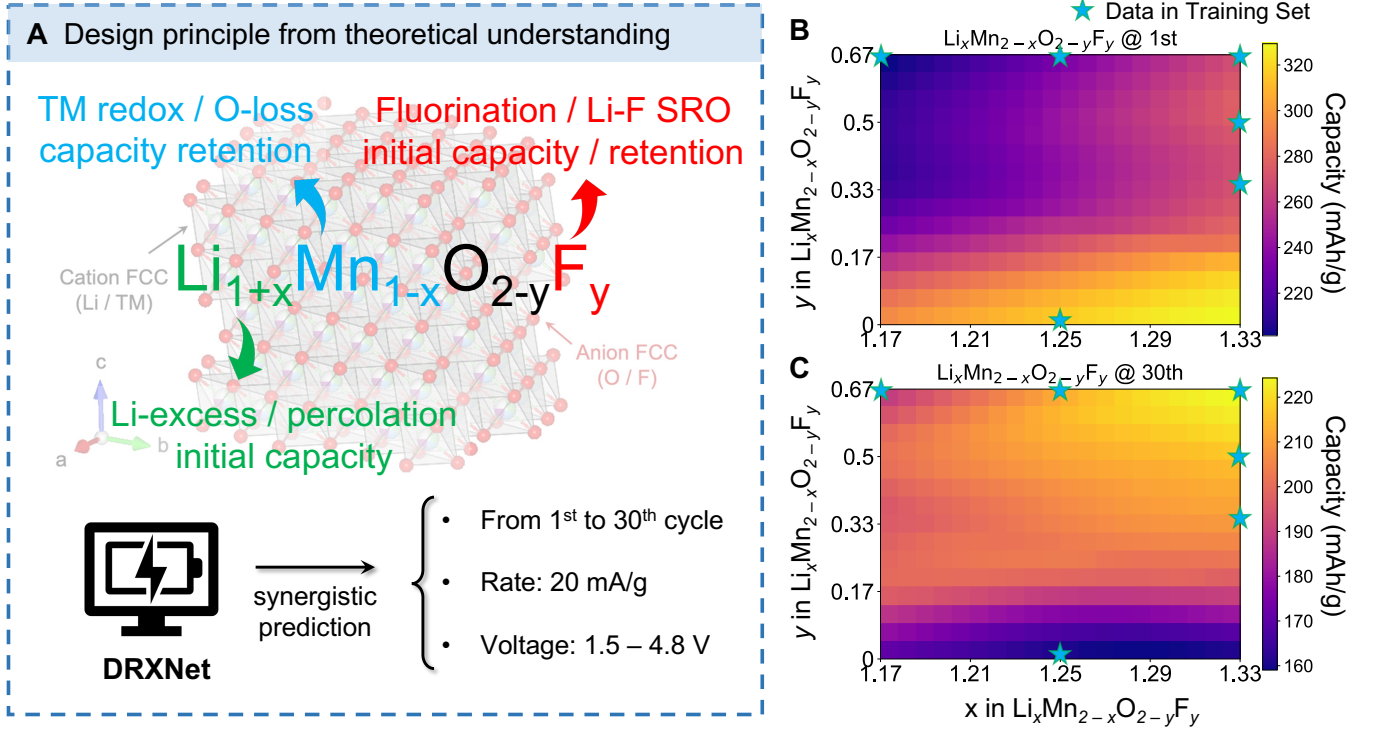 A Design principle from theoretical understanding
TM redox / O-loss
capacity retention
Fluorination / Li-F SRO
initial capacity / retention
Cation FCC
(Li / TM)
Li1+xMn1-xO2-yFy
Anion FCC
(O / F)
c
b
a
Li-excess / percolation
initial capacity
DRXNet
synergistic
prediction
• From 1st to 30th cycle
• Rate: 20 mA/g
• Voltage: 1.5 – 4.8 V
Data in Training Set
B
LixMn2−xO2−yFy @ 1st
y in LixMn2−xO2−yFy
0.67
0.5
0.33
0.17
0
1.17
1.21
1.25
1.29
1.33
320
300
280
260
240
220
Capacity (mAh/g)
C
LixMn2−xO2−yFy @ 30th
y in LixMn2−xO2−yFy
0.67
0.5
0.33
0.17
0
1.17
1.21
1.25
1.29
1.33
x in LixMn2−xO2−yFy
220
210
200
190
180
170
160
Capacity (mAh/g)